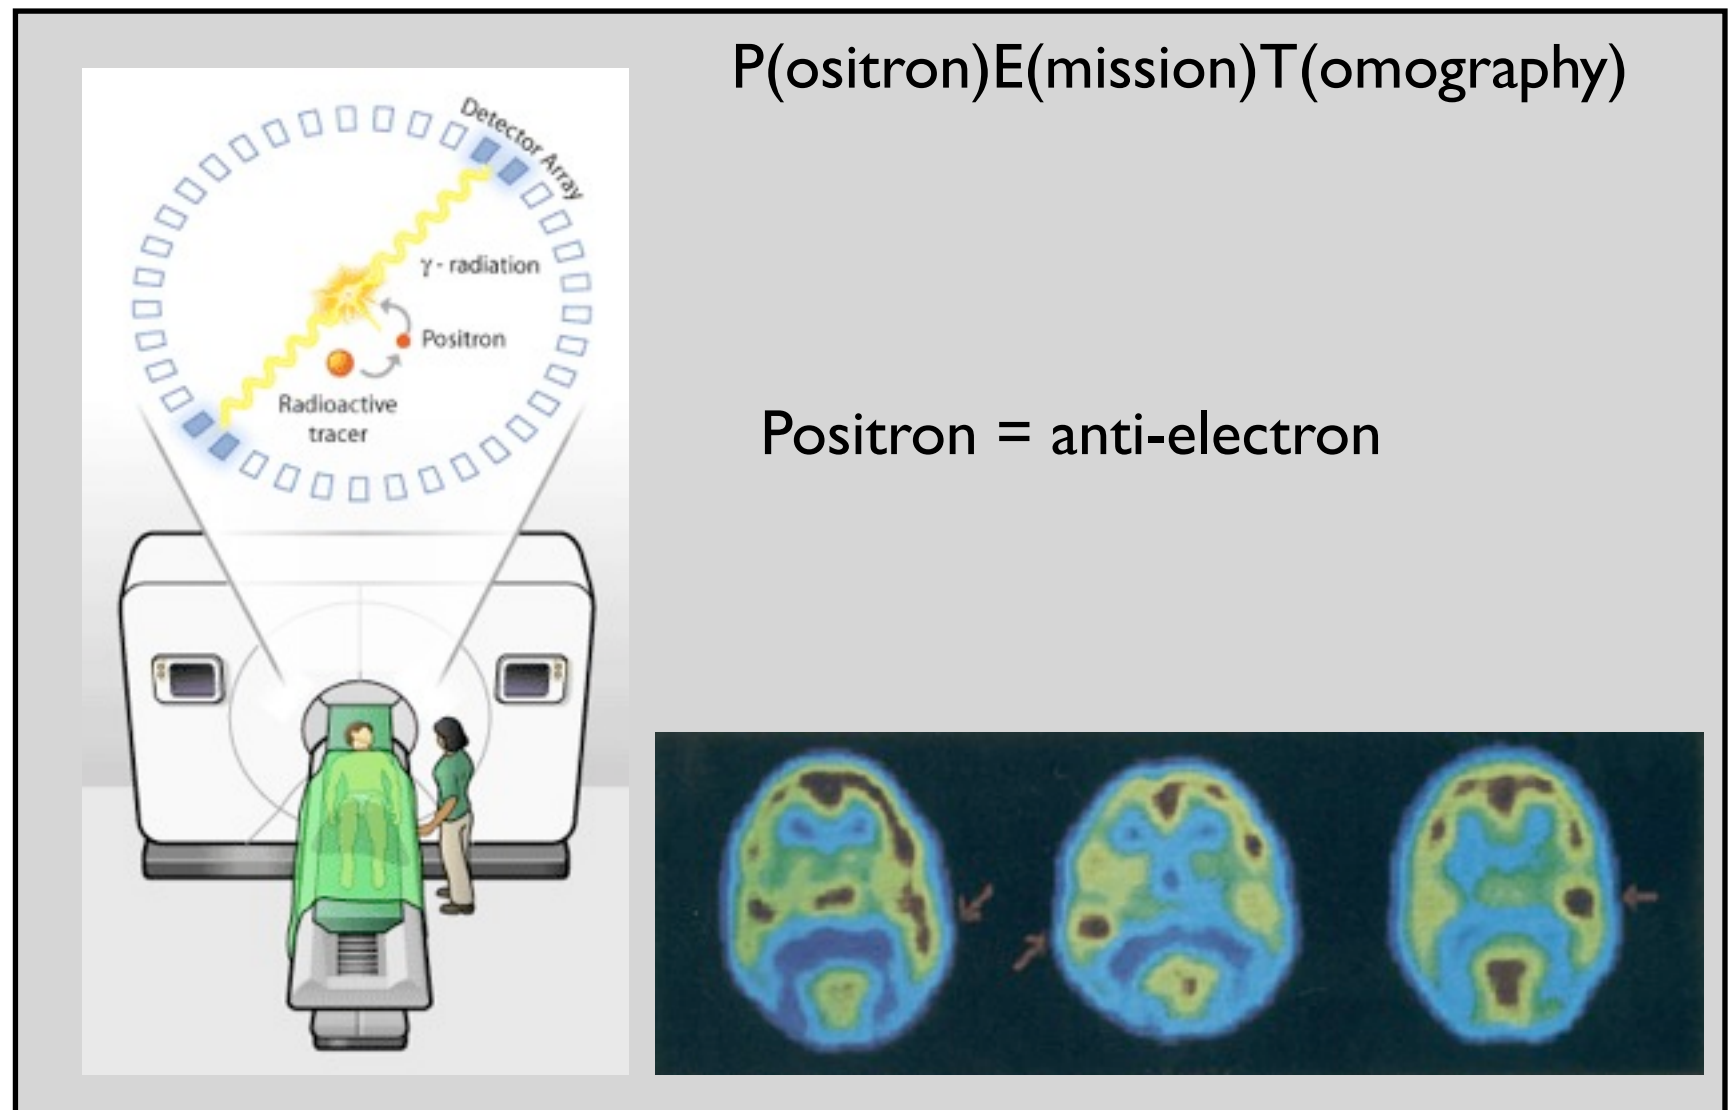 P(ositron)E(mission)T(omography)
Detector Array
γ - radiation
Positron
Radioactive
tracer
Positron = anti-electron